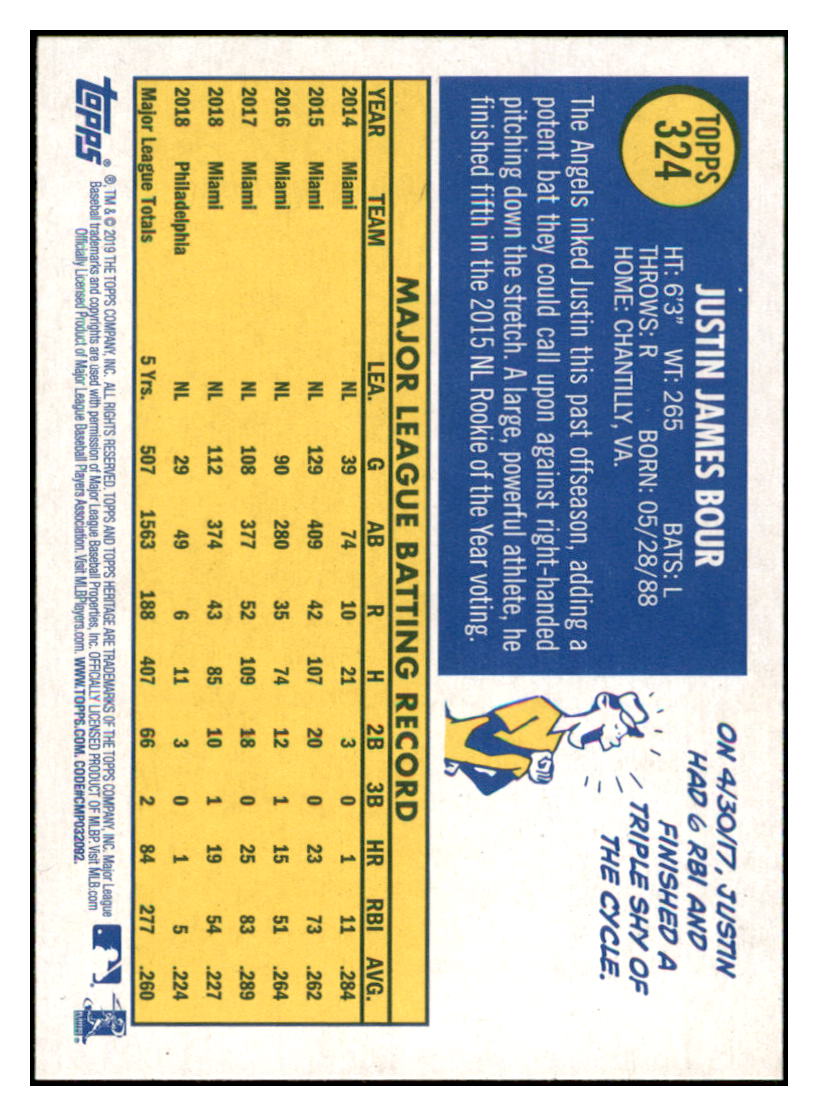 TOPPS
324
JUSTIN JAMES BOUR
HT: 6'3" WT: 265 BATS: L
THROWS: R BORN: 05/28/88
HOME: CHANTILLY, VA.
The Angels inked Justin this past offseason, adding a
potent bat they could call upon against right-handed
pitching down the stretch. A large, powerful athlete, he
finished fifth in the 2015 NL Rookie of the Year voting.
ON 4/30/17, JUSTIN
HAD 6 RBI AND
FINISHED A
TRIPLE SHY OF
THE CYCLE.
MAJOR LEAGUE BATTING RECORD
YEAR TEAM LEA. G AB R H 2B 3B HR RBI AVG.
2014 Miami NL 39 74 10 21 3 0 1 11 .284
2015 Miami NL 129 409 42 107 20 0 23 73 .262
2016 Miami NL 90 280 35 74 12 1 15 51 .264
2017 Miami NL 108 377 52 109 18 0 25 83 .289
2018 Miami NL 112 374 43 85 10 1 19 54 .227
2018 Philadelphia NL 29 49 6 11 3 0 1 5 .224
Major League Totals 5 Yrs. 507 1563 188 407 66 2 84 277 .260
topps®
®, TM & © 2019 THE TOPPS COMPANY, INC. ALL RIGHTS RESERVED. TOPPS AND TOPPS HERITAGE ARE TRADEMARKS OF THE TOPPS COMPANY, INC. Major League
Baseball trademarks and copyrights are used with permission of Major League Baseball Properties, Inc. OFFICIALLY LICENSED PRODUCT OF MLBP. Visit MLB.com
Officially Licensed Product of Major League Baseball Players Association. Visit MLBPlayers.com. WWW.TOPPS.COM. CODE#CMP032092.